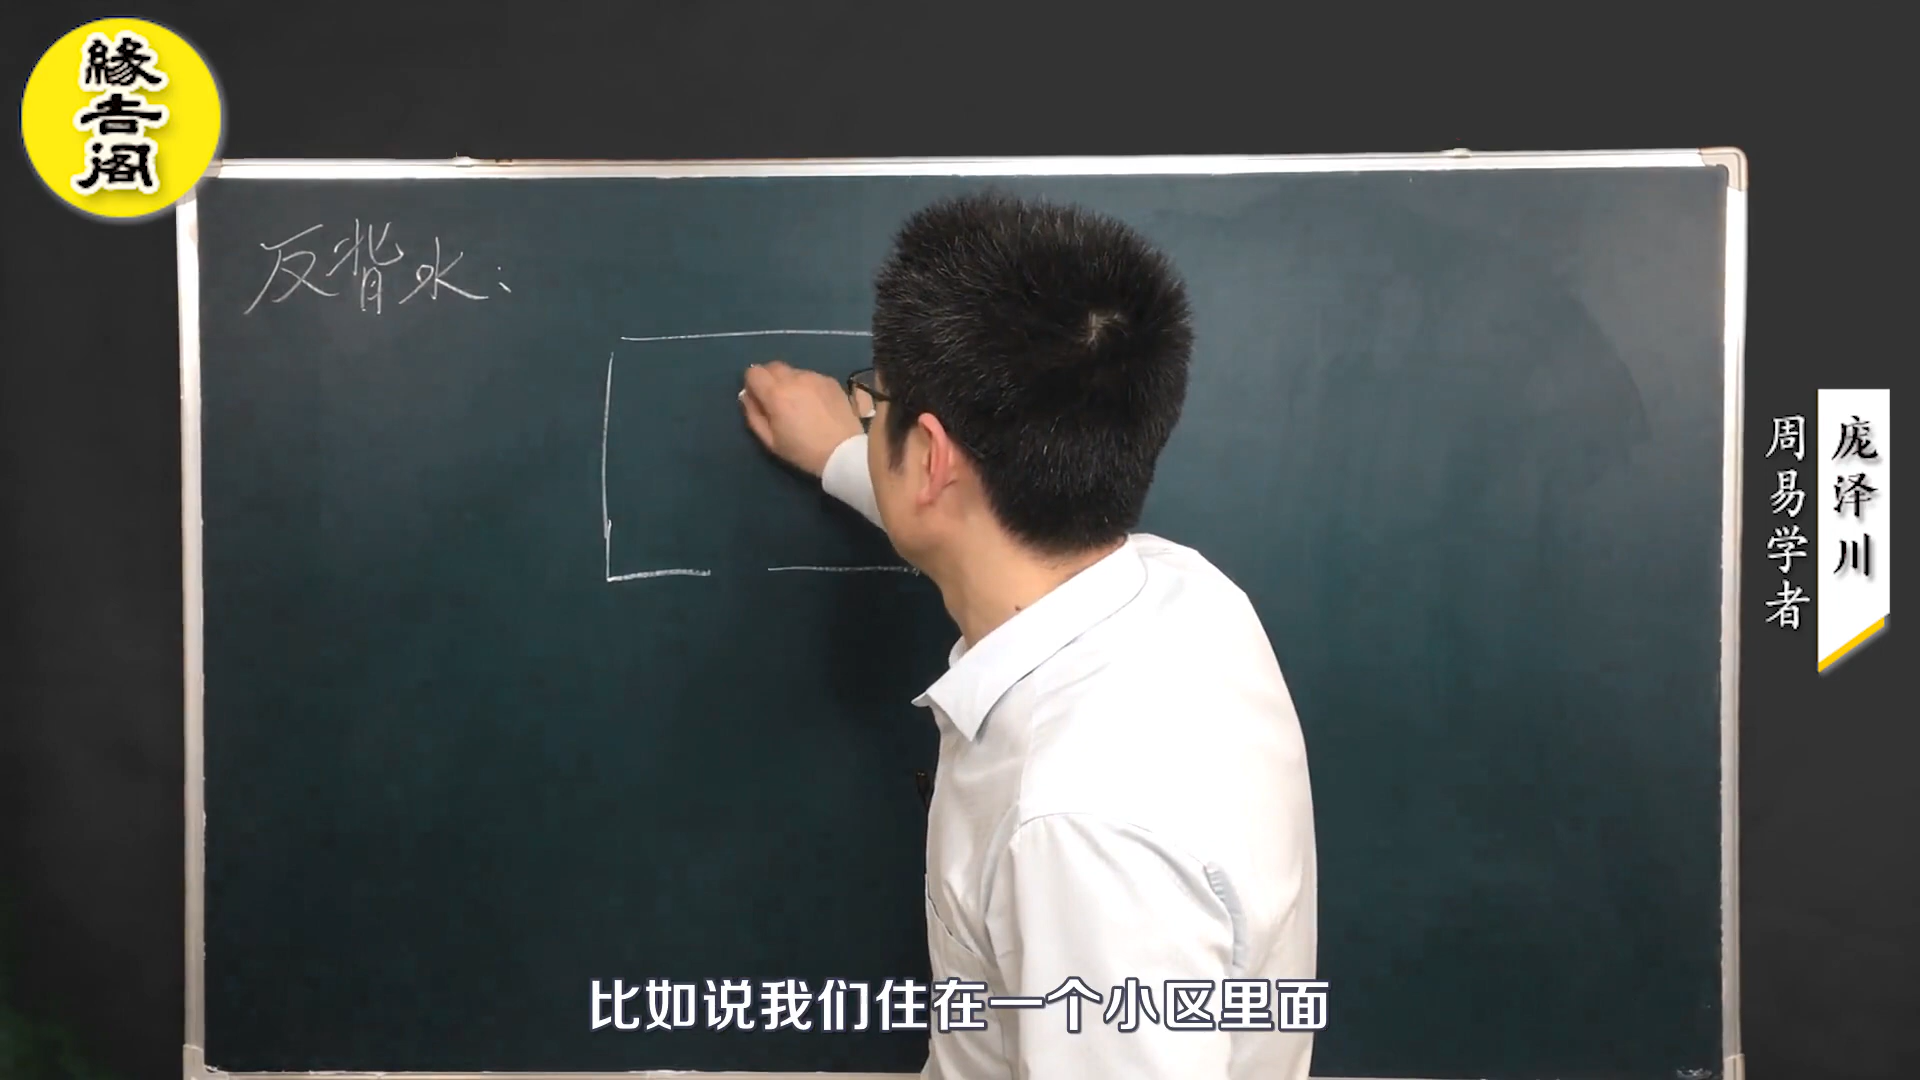 緣吉阁
反背水：
周易学者
庞泽川
比如说我们住在一个小区里面